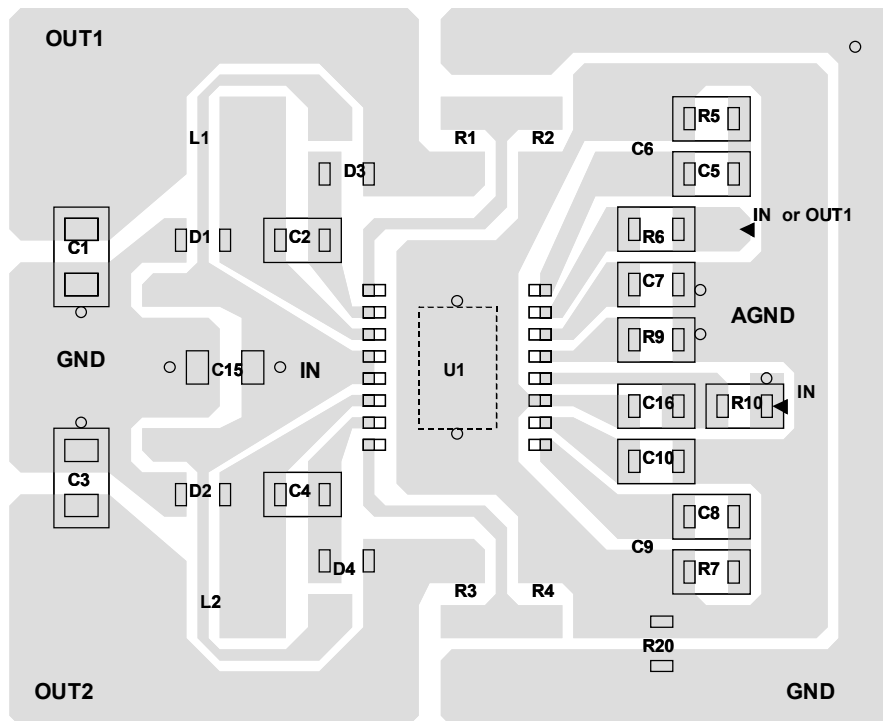 OUT1
L1
R1
R2
R5
C6
D3
C5
IN or OUT1
C1
D1
C2
R6
C7
AGND
GND
C15
IN
U1
R9
IN
C16
R10
C3
D2
C4
C10
C8
C9
D4
R7
L2
R3
R4
R20
OUT2
GND